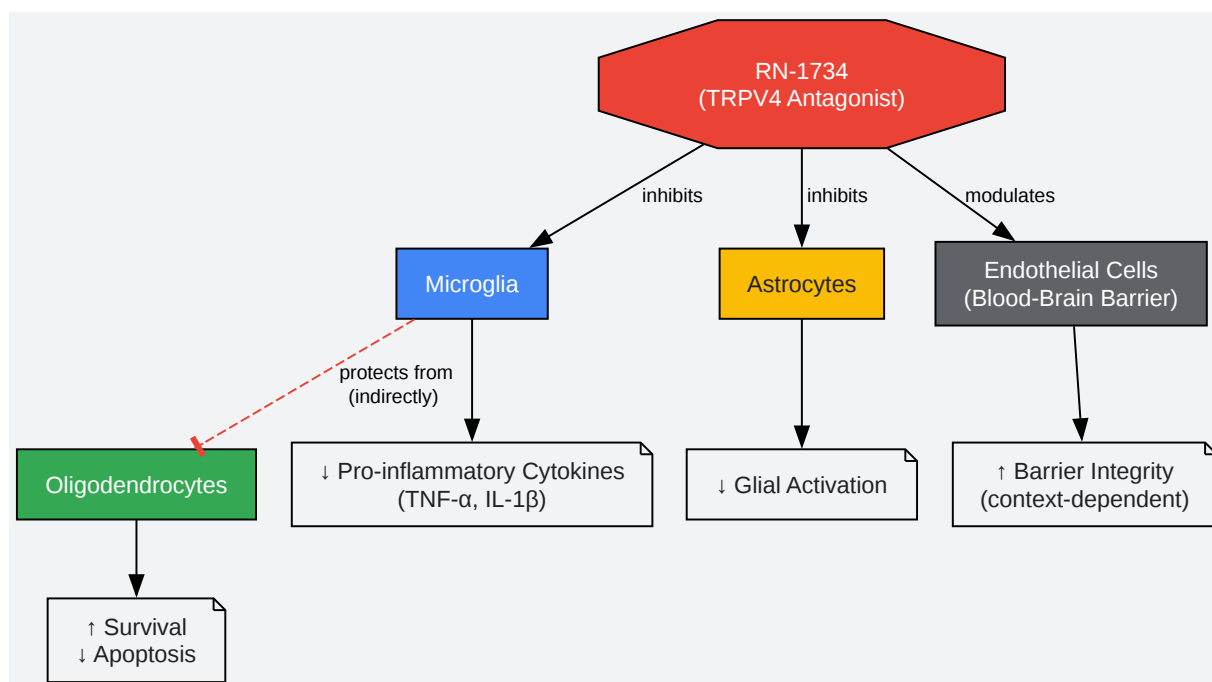 RN-1734
(TRPV4 Antagonist)
inhibits
inhibits
modulates
Microglia
Astrocytes
Endothelial Cells
(Blood-Brain Barrier)
protects from
(indirectly)
Oligodendrocytes
↓ Pro-inflammatory Cytokines
(TNF-α, IL-1β)
↓ Glial Activation
↑ Barrier Integrity
(context-dependent)
↑ Survival
↓ Apoptosis